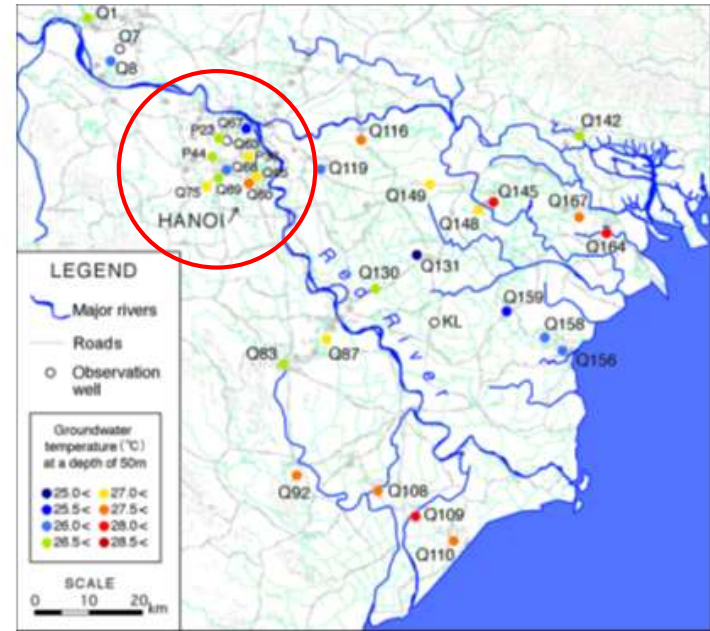 Q1
Q7
Q8
Q67
P23
Q63
P44
Q68
Q75
Q69
Q60
HANOI
Q119
Q116
Q142
Q149
Q145
Q148
Q167
Q164
Q131
Q130
Red River
KL
Q159
Q158
Q156
Q83
Q87
Q92
Q108
Q109
Q110
LEGEND
Major rivers
Roads
Observation
well
Groundwater
temperature (℃)
at a depth of 50m
25.0< 27.0<
25.5< 27.5<
26.0< 28.0<
26.5< 28.5<
SCALE
0 10 20 km